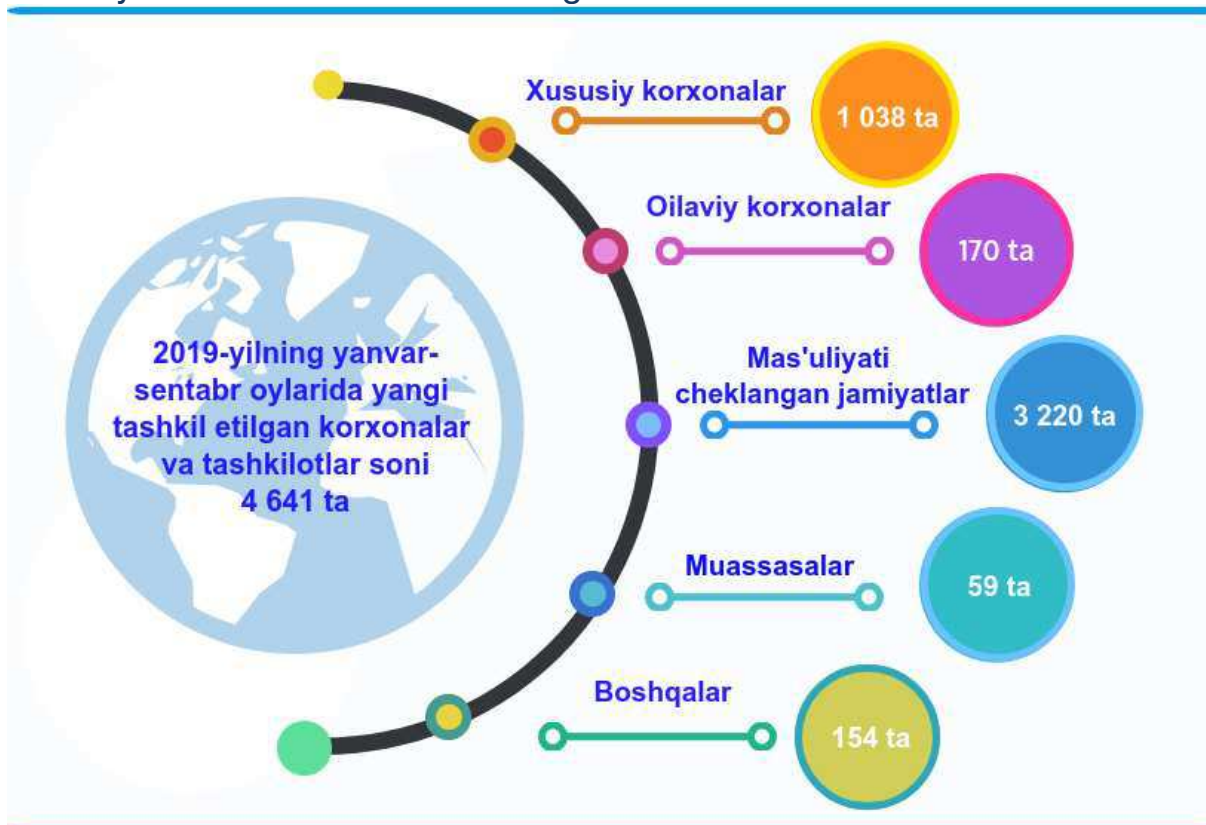 Xususiy korxonalar
1 038 ta
Oilaviy korxonalar
170 ta
2019-yilning yanvar-
sentabr oylarida yangi
tashkil etilgan korxonalar
va tashkilotlar soni
4 641 ta
Mas'uliyati
cheklangan jamiyatlar
3 220 ta
Muassasalar
59 ta
Boshqalar
154 ta